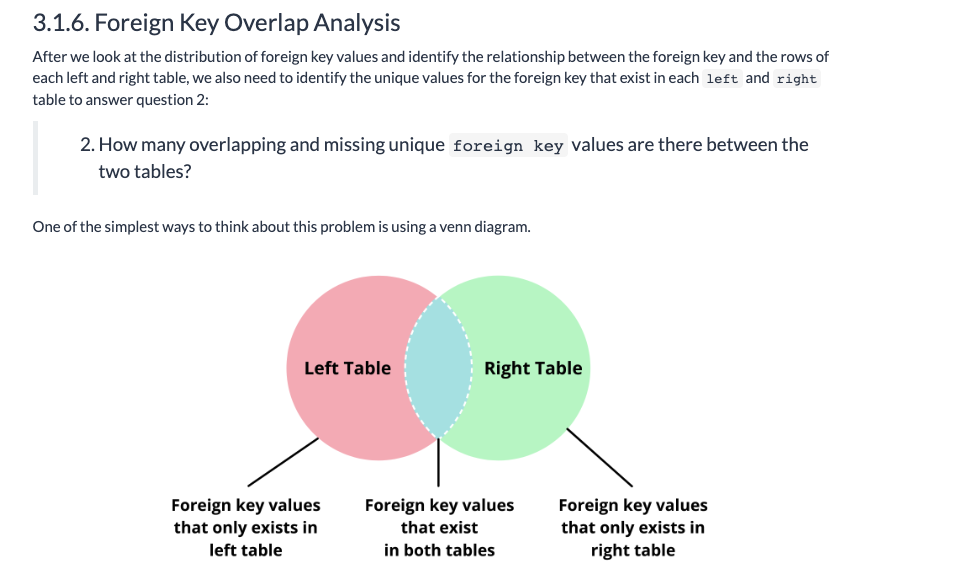 3.1.6. Foreign Key Overlap Analysis
After we look at the distribution of foreign key values and identify the relationship between the foreign key and the rows of
each left and right table, we also need to identify the unique values for the foreign key that exist in each left and right
table to answer question 2:
2. How many overlapping and missing unique foreign key values are there between the
two tables?
One of the simplest ways to think about this problem is using a venn diagram.
Left Table
Right Table
Foreign key values
that only exists in
left table
Foreign key values
that exist
in both tables
Foreign key values
that only exists in
right table